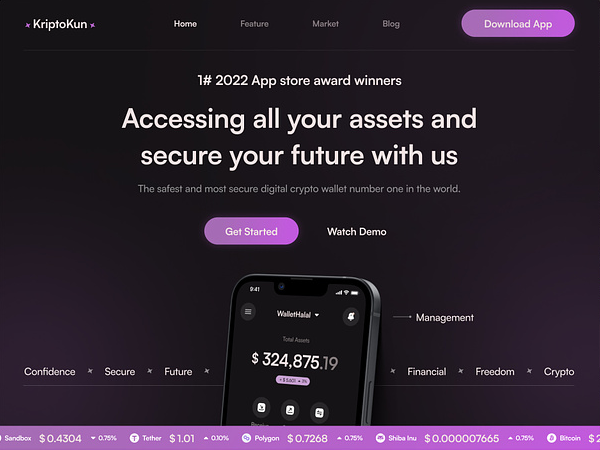 KriptoKun
Home
Feature
Market
Blog
Download App
1# 2022 App store award winners
Accessing all your assets and
secure your future with us
The safest and most secure digital crypto wallet number one in the world.
Get Started
Watch Demo
9:41
WalletHalal
Total Assets
$ 324,875.19
Management
Confidence
Secure
Future
Financial
Freedom
Crypto
Sandbox $ 0.4304 0.75% Tether $ 1.01 0.10% Polygon $ 0.7268 0.75% Shiba Inu $ 0.000007665 0.75% Bitcoin